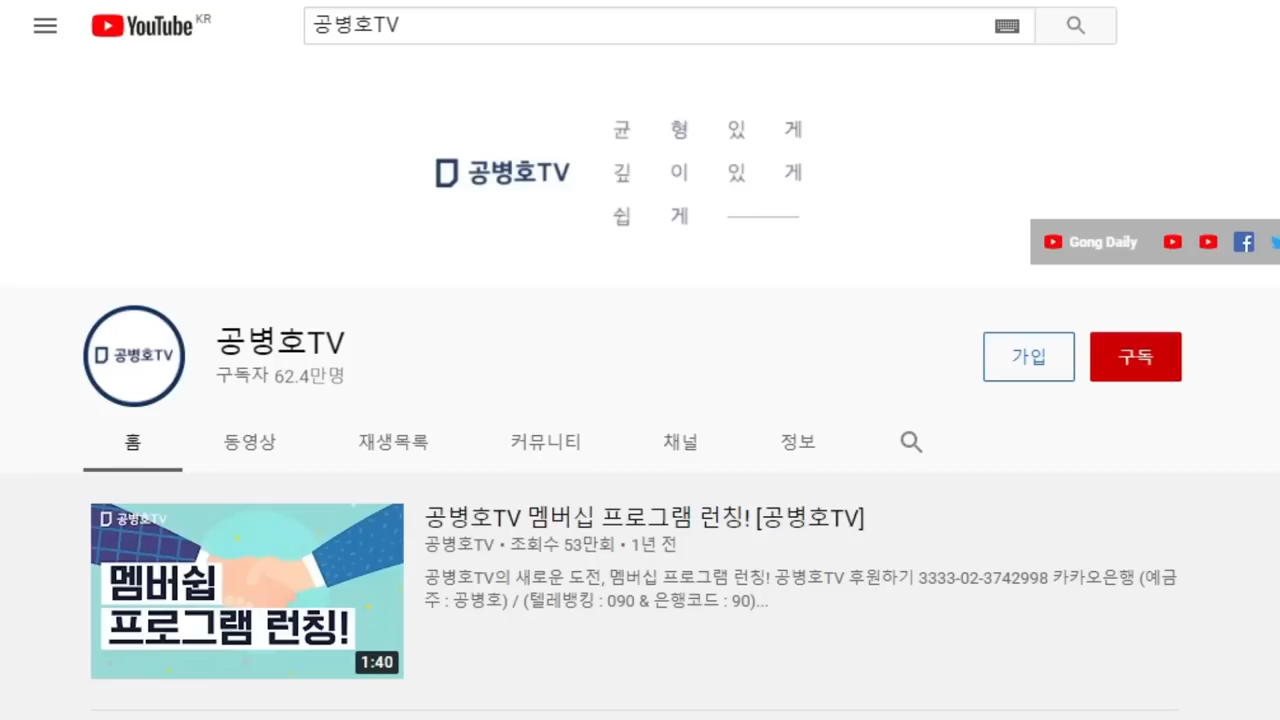 YouTube KR
공병호TV
균 형 있 게
공병호TV
깊 이 있 게
쉽 게
Gong Daily
공병호TV
공병호TV
구독자 62.4만명
가입
구독
홈
동영상
재생목록
커뮤니티
채널
정보
공병호TV
멤버쉽
프로그램 런칭!
1:40
공병호TV 멤버십 프로그램 런칭! [공병호TV]
공병호TV • 조회수 53만회 • 1년 전
공병호TV의 새로운 도전, 멤버십 프로그램 런칭! 공병호TV 후원하기 3333-02-3742998 카카오은행 (예금
주 : 공병호) / (텔레뱅킹 : 090 & 은행코드 : 90)...